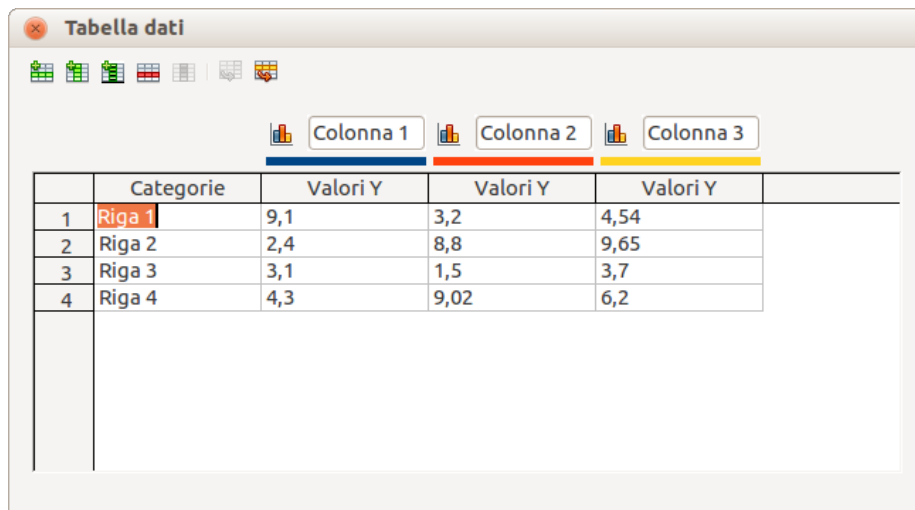 Tabella dati
Colonna 1 Colonna 2 Colonna 3
Categorie Valori Y Valori Y Valori Y
1 Riga 1 9,1 3,2 4,54
2 Riga 2 2,4 8,8 9,65
3 Riga 3 3,1 1,5 3,7
4 Riga 4 4,3 9,02 6,2